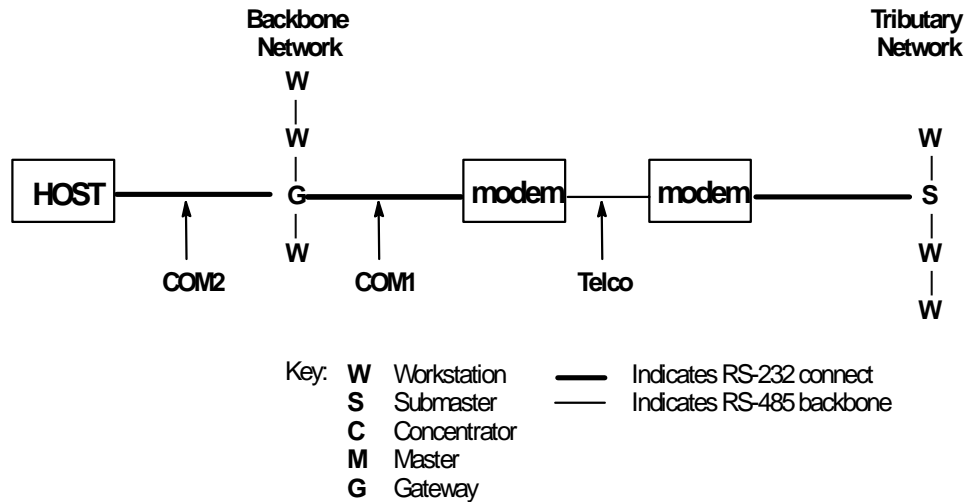 Backbone
Network
Tributary
Network
W
W
G
W
HOST
modem
modem
W
S
W
W
COM2
COM1
Telco
Key:
W Workstation
S Submaster
C Concentrator
M Master
G Gateway
Indicates RS-232 connect
Indicates RS-485 backbone